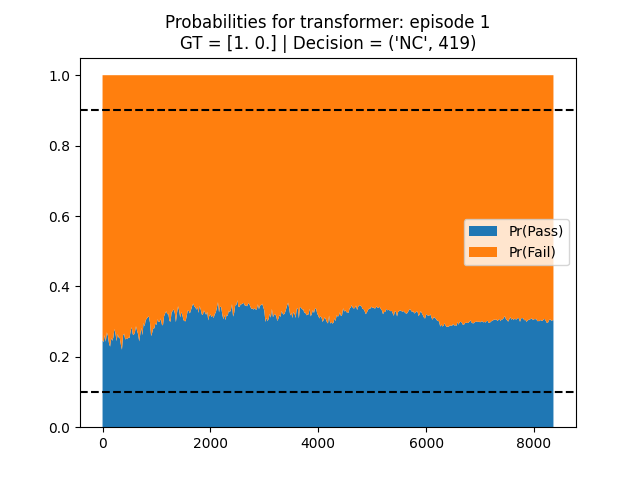 Probabilities for transformer: episode 1
GT = [1. 0.] | Decision = ('NC', 419)
1.0
0.8
0.6
0.4
0.2
0.0
Pr(Pass)
Pr(Fail)
0
2000
4000
6000
8000